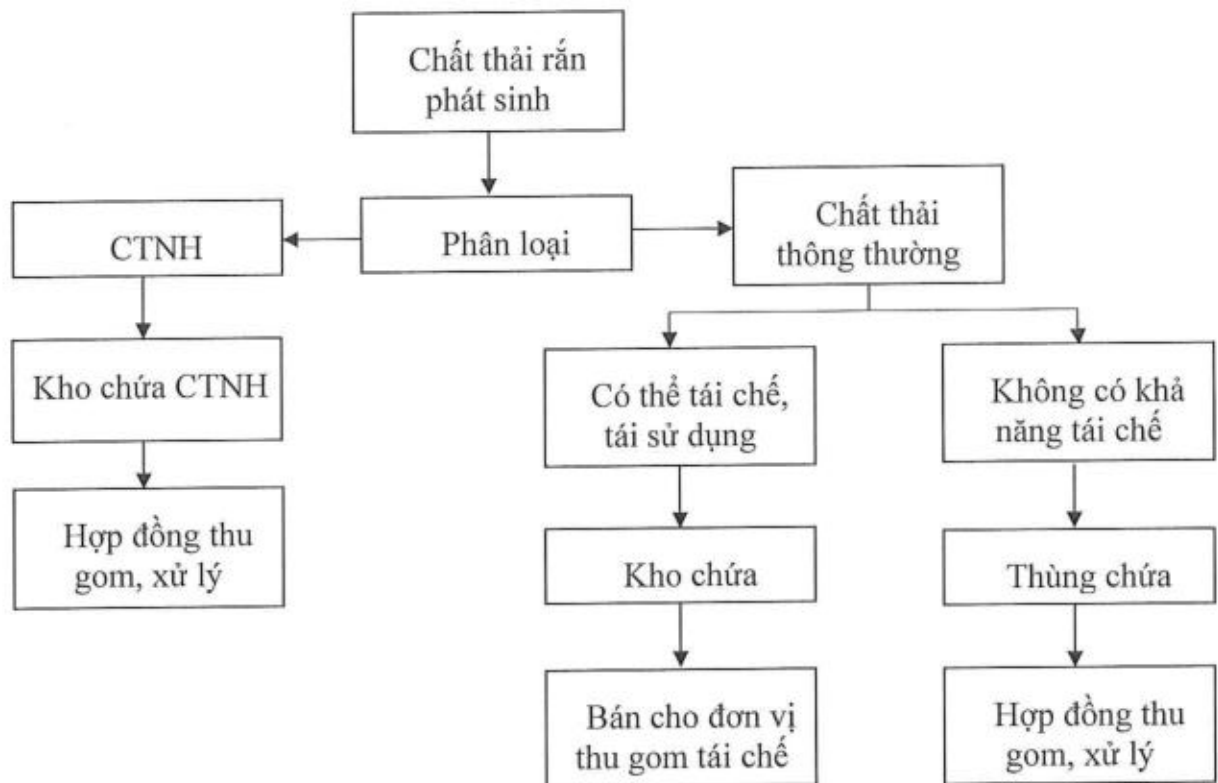 Chất thải rắn
phát sinh
CTNH
Phân loại
Chất thải
thông thường
Kho chứa CTNH
Có thể tái chế,
tái sử dụng
Không có khả
năng tái chế
Hợp đồng thu
gom, xử lý
Kho chứa
Thùng chứa
Bán cho đơn vị
thu gom tái chế
Hợp đồng thu
gom, xử lý